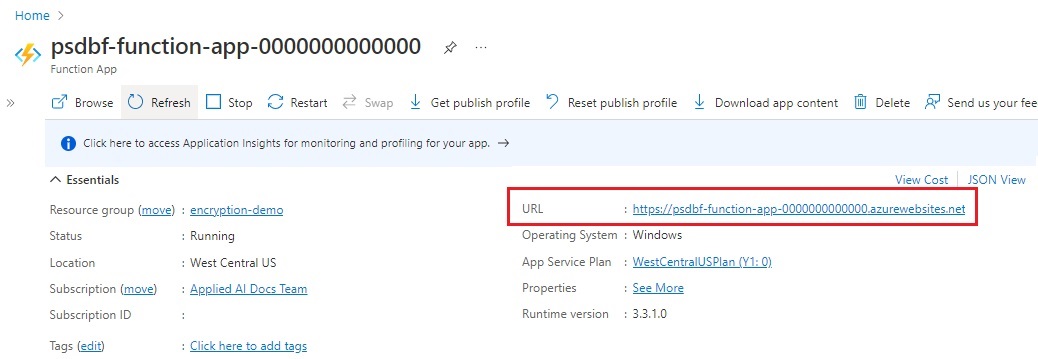 Home >
psdbf-function-app-0000000000000 ...
Function App
» Browse Refresh Stop Restart Swap Get publish profile Reset publish profile Download app content Delete Send us your fee
Click here to access Application Insights for monitoring and profiling for your app. →
Essentials View Cost JSON View
Resource group (move) : encryption-demo URL : https://psdbf-function-app-0000000000000.azurewebsites.net
Status : Running Operating System : Windows
Location : West Central US App Service Plan : WestCentralUSPlan (Y1: 0)
Subscription (move) : Applied AI Docs Team Properties : See More
Subscription ID : Runtime version : 3.3.1.0
Tags (edit) : Click here to add tags